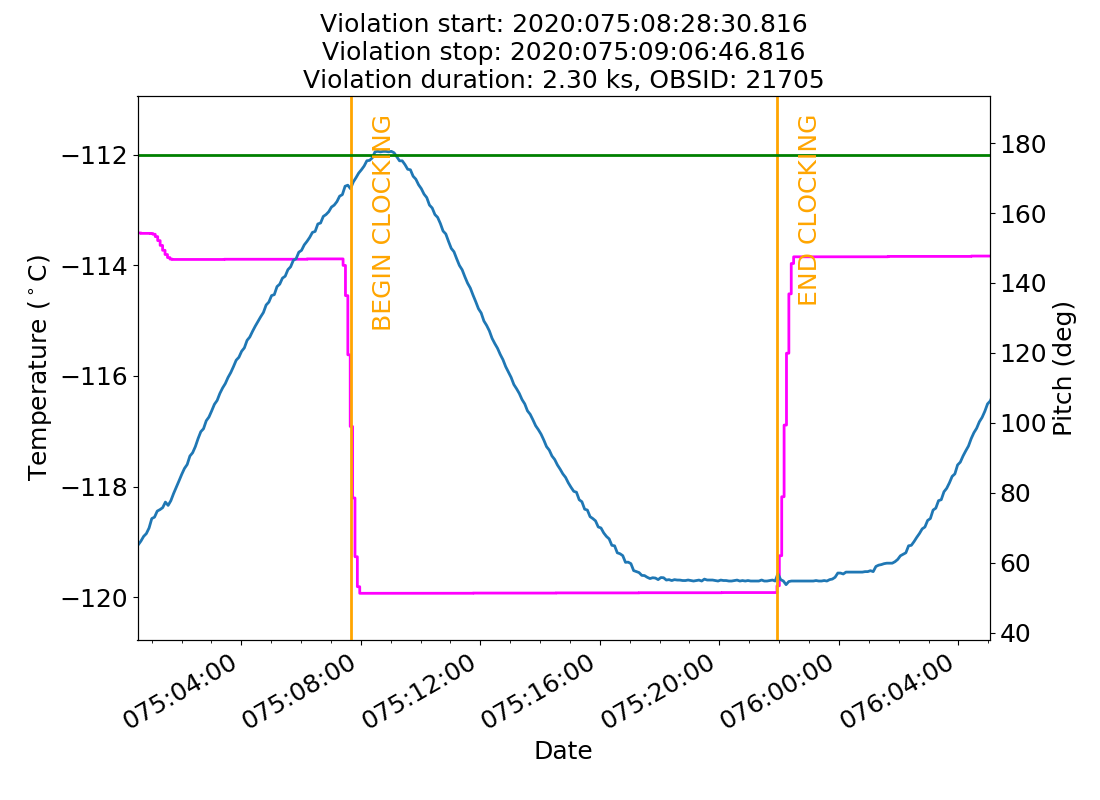 Violation start: 2020:075:08:28:30.816
Violation stop: 2020:075:09:06:46.816
Violation duration: 2.30 ks, OBSID: 21705
BEGIN CLOCKING
END CLOCKING
Temperature (°C)
−112
−114
−116
−118
−120
Pitch (deg)
180
160
140
120
100
80
60
40
075:04:00
075:08:00
075:12:00
075:16:00
075:20:00
076:00:00
076:04:00
Date